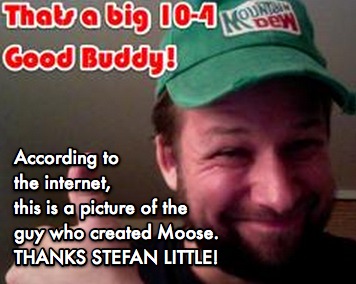 Thats a big 10-4
Good Buddy!
MOUNTAIN
DEW
According to
the internet,
this is a picture of the
guy who created Moose.
THANKS STEFAN LITTLE!